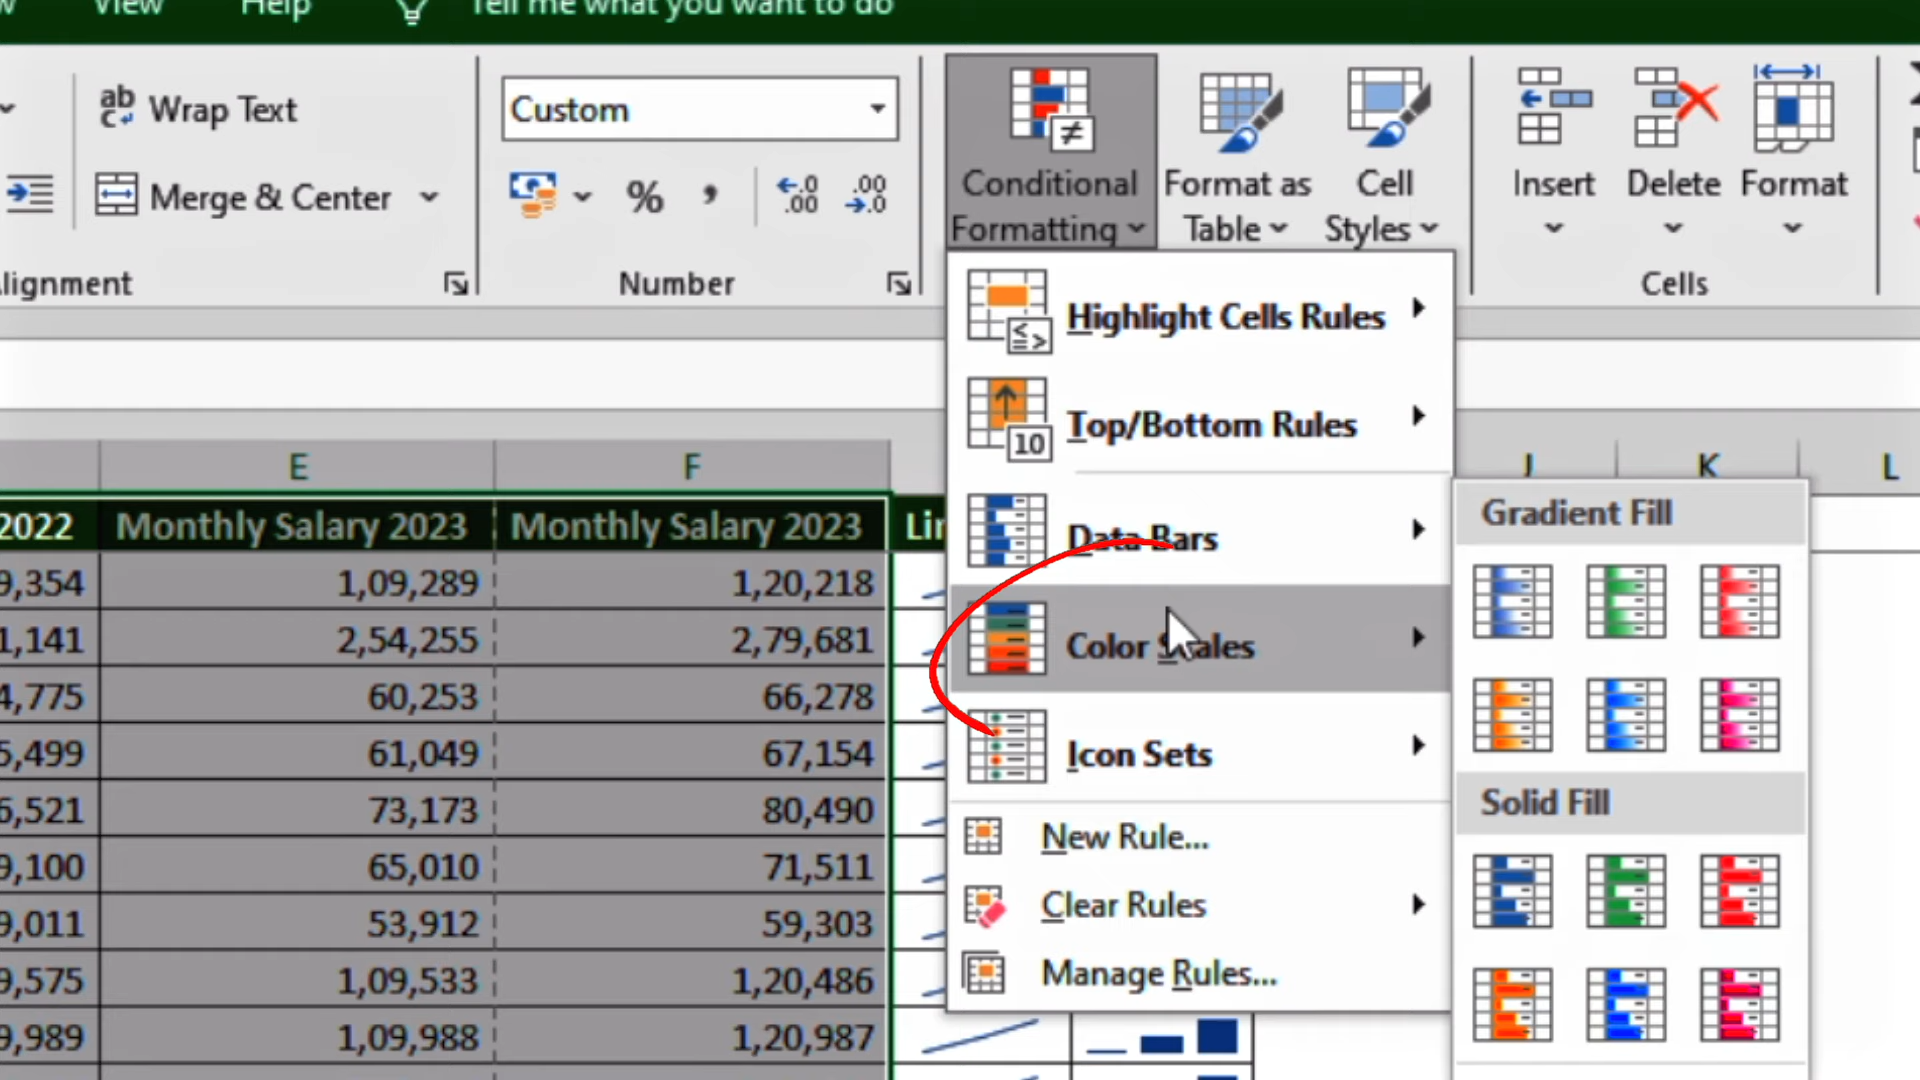 View
Help
Tell me what you want to do
Wrap Text
Custom
Merge & Center
%
Conditional
Formatting
Format as
Table
Cell
Styles
Insert
Delete
Format
lignment
Number
Cells
Highlight Cells Rules
Top/Bottom Rules
Data Bars
Color Scales
Icon Sets
New Rule...
Clear Rules
Manage Rules...
Gradient Fill
Solid Fill
E F J K L
2022 Monthly Salary 2023 Monthly Salary 2023
9,354 1,09,289 1,20,218
1,141 2,54,255 2,79,681
4,775 60,253 66,278
5,499 61,049 67,154
6,521 73,173 80,490
9,100 65,010 71,511
9,011 53,912 59,303
9,575 1,09,533 1,20,486
9,989 1,09,988 1,20,987